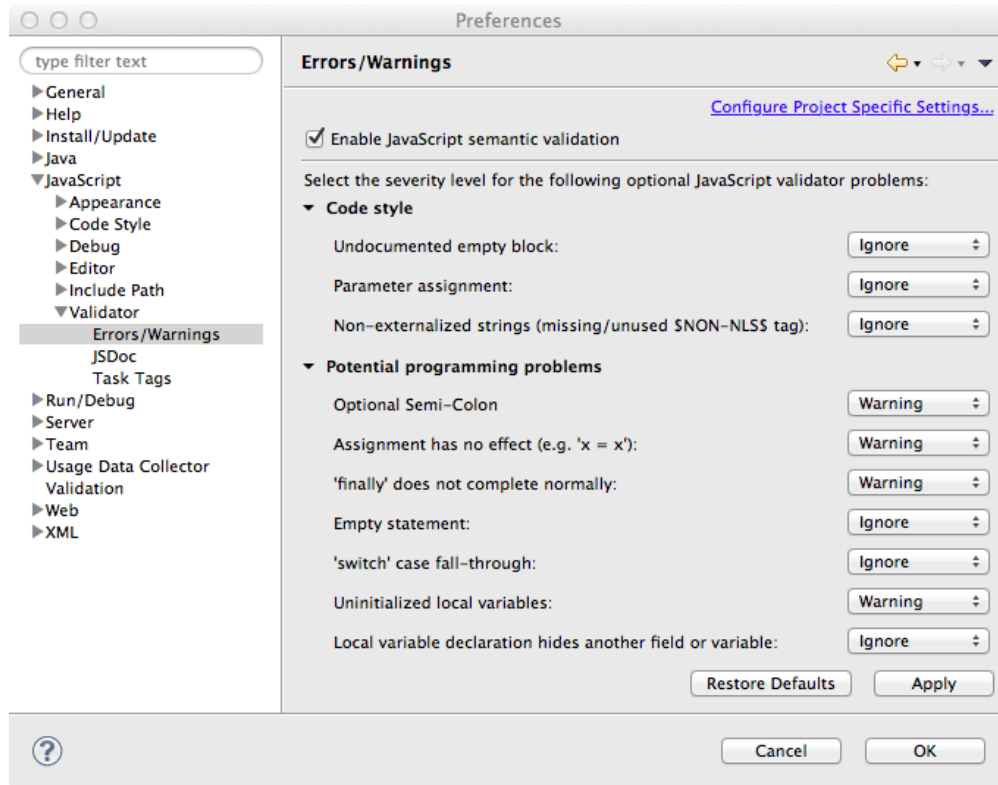 Preferences
type filter text
General
Help
Install/Update
Java
JavaScript
Appearance
Code Style
Debug
Editor
Include Path
Validator
Errors/Warnings
JSDoc
Task Tags
Run/Debug
Server
Team
Usage Data Collector
Validation
Web
XML
Errors/Warnings
Configure Project Specific Settings...
Enable JavaScript semantic validation
Select the severity level for the following optional JavaScript validator problems:
Code style
Undocumented empty block: Ignore
Parameter assignment: Ignore
Non-externalized strings (missing/unused $NON-NLS$ tag): Ignore
Potential programming problems
Optional Semi-Colon Warning
Assignment has no effect (e.g. 'x = x'): Warning
'finally' does not complete normally: Warning
Empty statement: Ignore
'switch' case fall-through: Ignore
Uninitialized local variables: Warning
Local variable declaration hides another field or variable: Ignore
Restore Defaults Apply
? Cancel OK